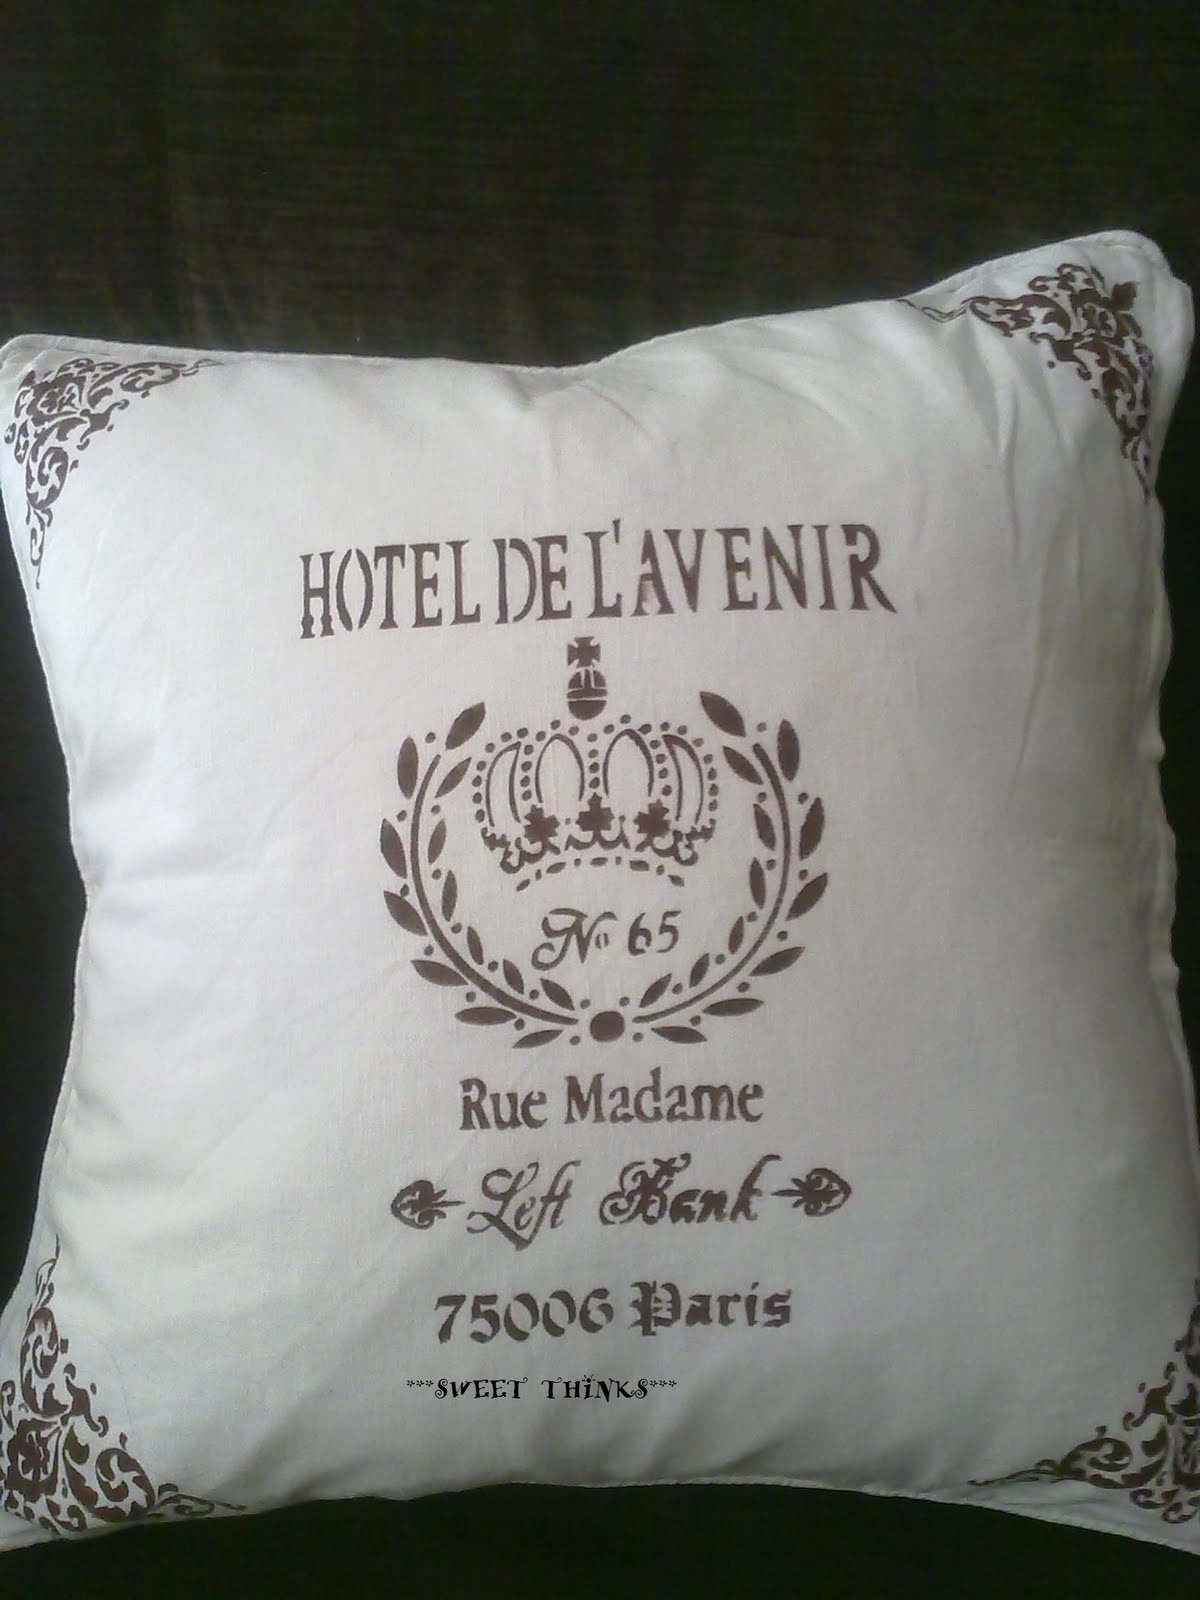 HOTEL DE L'AVENIR
No 65
Rue Madame
Left Bank
75006 Paris
***SWEET THINKS***